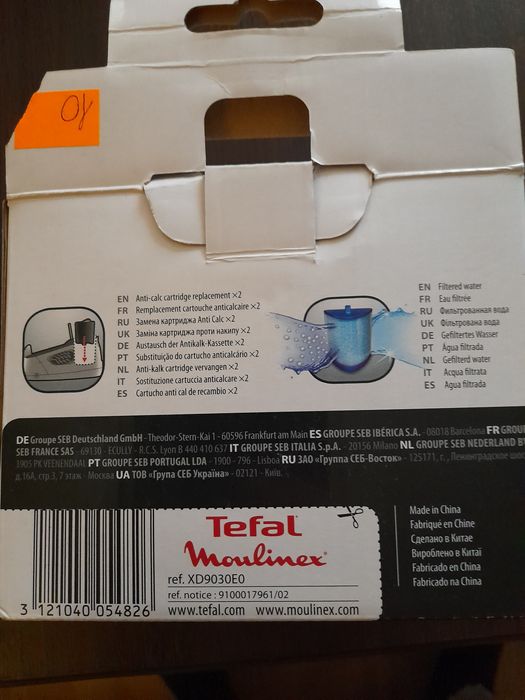 Oq
EN Anti-calc cartridge replacement ×2
FR Remplacement cartouche anticalcaire ×2
RU Замена картриджа Anti Calc ×2
UK Заміна картриджа проти накипу ×2
DE Austausch der Antikalk-Kassette ×2
PT Substituição do cartucho anticalcário ×2
NL Anti-kalk cartridge vervangen ×2
IT Sostituzione cartuccia anticalcare ×2
ES Cartucho anti cal de recambio ×2
EN Filtered water
FR Eau filtrée
RU Фильтрованная вода
UK Фільтрована вода
DE Gefiltertes Wasser
PT Água filtrada
NL Gefilterd water
IT Acqua filtrata
ES Agua filtrada
DE Groupe SEB Deutschland GmbH - Theodor-Stern-Kai 1 - 60596 Frankfurt am Main ES GROUPE SEB IBÉRICA S.A. - 08018 Barcelona FR GROU
SEB FRANCE SAS - 69130 - ECULLY - R.C.S. Lyon B 440 410 637 IT GROUPE SEB ITALIA S.p.A. - 20156 Milano NL GROUPE SEB NEDERLAND B
3905 PK VEENENDAAL PT GROUPE SEB PORTUGAL LDA - 1900 - 796 - Lisboa RU ЗАО «Группа СЕБ-Восток» - 125171, г. , Ленинградское шос
д.16А, стр.3, 7 этаж - Москва UA ТОВ «Група СЕБ Україна» - 02121 - Київ.
Tefal
Moulinex
ref. XD9030E0
ref. notice : 9100017961/02
www.tefal.com www.moulinex.com
3 121040 054826
Made in China
Fabriqué en Chine
Сделано в Китае
Вироблено в Китаї
Fabricado en China
Fabricado na China